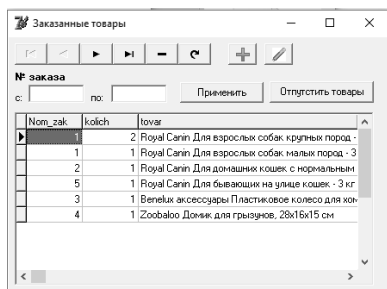 Заказанные товары
№ заказа
с: по: Применить Отпустить товары
Nom_zak kolich tovar
1 2 Royal Canin Для взрослых собак крупных пород -
1 1 Royal Canin Для взрослых собак малых пород - 3
2 1 Royal Canin Для домашних кошек с нормальным
5 1 Royal Canin Для бывающих на улице кошек - 3 кг
3 1 Benelux аксессуары Пластиковое колесо для хом
4 1 Zoobaloo Домик для грызунов, 28х16х15 см